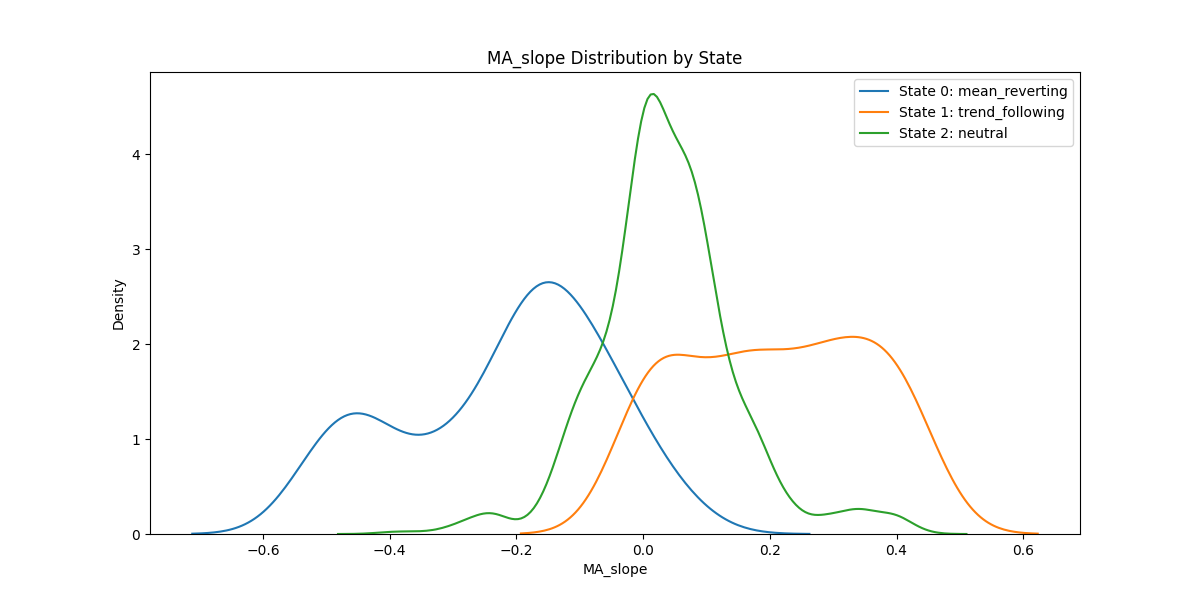 MA_slope Distribution by State
State 0: mean_reverting
State 1: trend_following
State 2: neutral
Density
4
3
2
1
0
−0.6 −0.4 −0.2 0.0 0.2 0.4 0.6
MA_slope